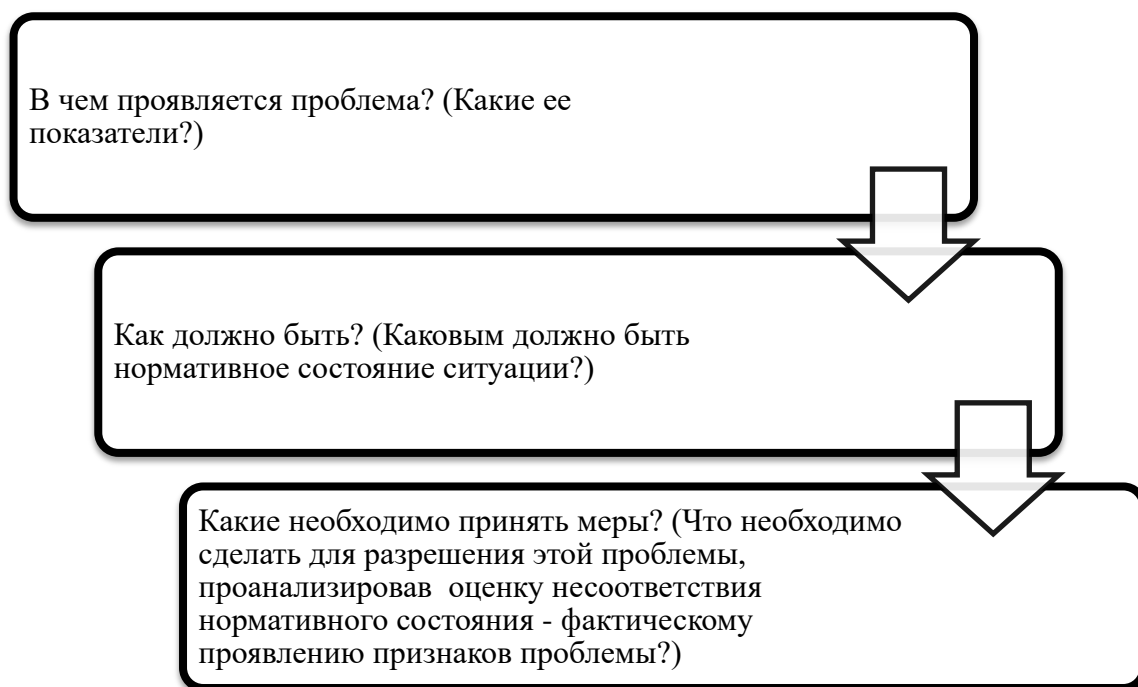 В чем проявляется проблема? (Какие ее
показатели?)
Как должно быть? (Каковым должно быть
нормативное состояние ситуации?)
Какие необходимо принять меры? (Что необходимо
сделать для разрешения этой проблемы,
проанализировав  оценку несоответствия
нормативного состояния - фактическому
проявлению признаков проблемы?)